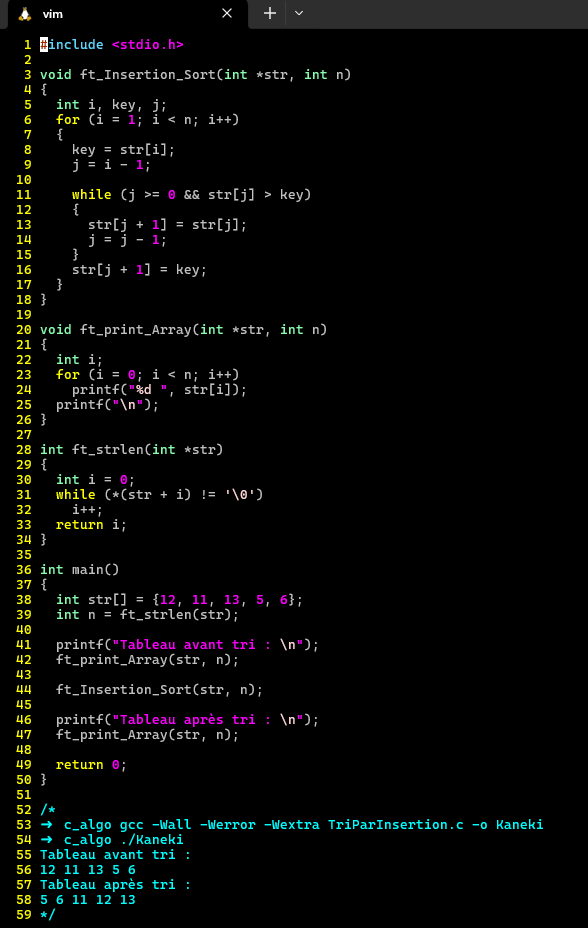 vim
1 #include <stdio.h>
2
3 void ft_Insertion_Sort(int *str, int n)
4 {
5   int i, key, j;
6   for (i = 1; i < n; i++)
7   {
8     key = str[i];
9     j = i - 1;
10
11     while (j >= 0 && str[j] > key)
12     {
13       str[j + 1] = str[j];
14       j = j - 1;
15     }
16     str[j + 1] = key;
17   }
18 }
19
20 void ft_print_Array(int *str, int n)
21 {
22   int i;
23   for (i = 0; i < n; i++)
24     printf("%d ", str[i]);
25   printf("\n");
26 }
27
28 int ft_strlen(int *str)
29 {
30   int i = 0;
31   while (*(str + i) != '\0')
32     i++;
33   return i;
34 }
35
36 int main()
37 {
38   int str[] = {12, 11, 13, 5, 6};
39   int n = ft_strlen(str);
40
41   printf("Tableau avant tri : \n");
42   ft_print_Array(str, n);
43
44   ft_Insertion_Sort(str, n);
45
46   printf("Tableau après tri : \n");
47   ft_print_Array(str, n);
48
49   return 0;
50 }
51
52 /*
53 ➜  c_algo gcc -Wall -Werror -Wextra TriParInsertion.c -o Kaneki
54 ➜  c_algo ./Kaneki
55 Tableau avant tri :
56 12 11 13 5 6
57 Tableau après tri :
58 5 6 11 12 13
59 */